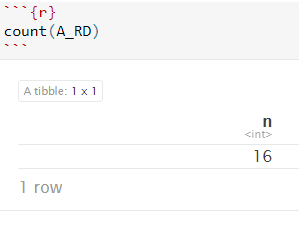 ```{r}
count(A_RD)
```
A tibble: 1 x 1
n
<int>
16
1 row